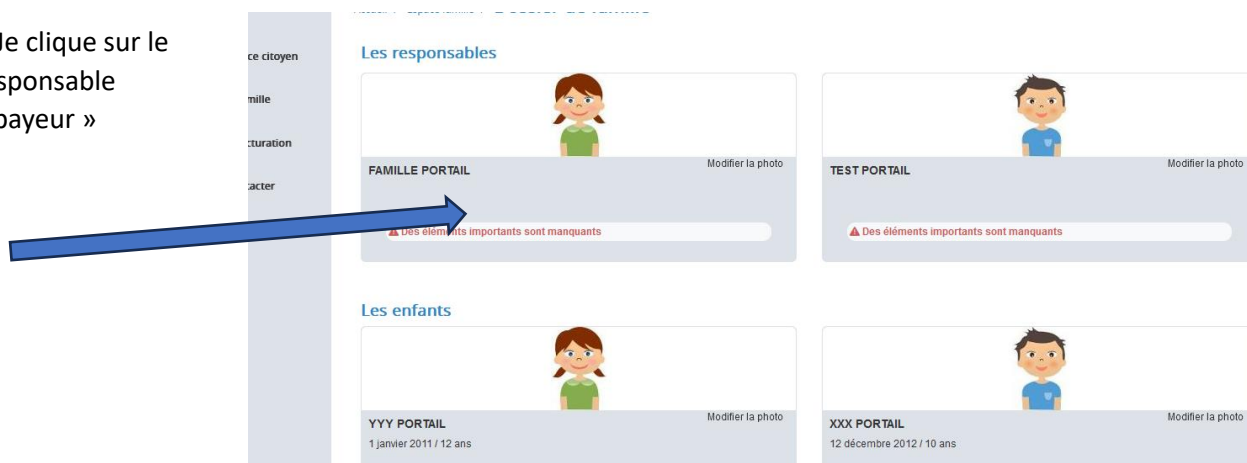 Je clique sur le
sponsable
payeur »
ce citoyen
mille
cturation
tacter
Les responsables
Modifier la photo
FAMILLE PORTAIL
Des éléments importants sont manquants
Modifier la photo
TEST PORTAIL
Des éléments importants sont manquants
Les enfants
Modifier la photo
YYY PORTAIL
1 janvier 2011 / 12 ans
Modifier la photo
XXX PORTAIL
12 décembre 2012 / 10 ans